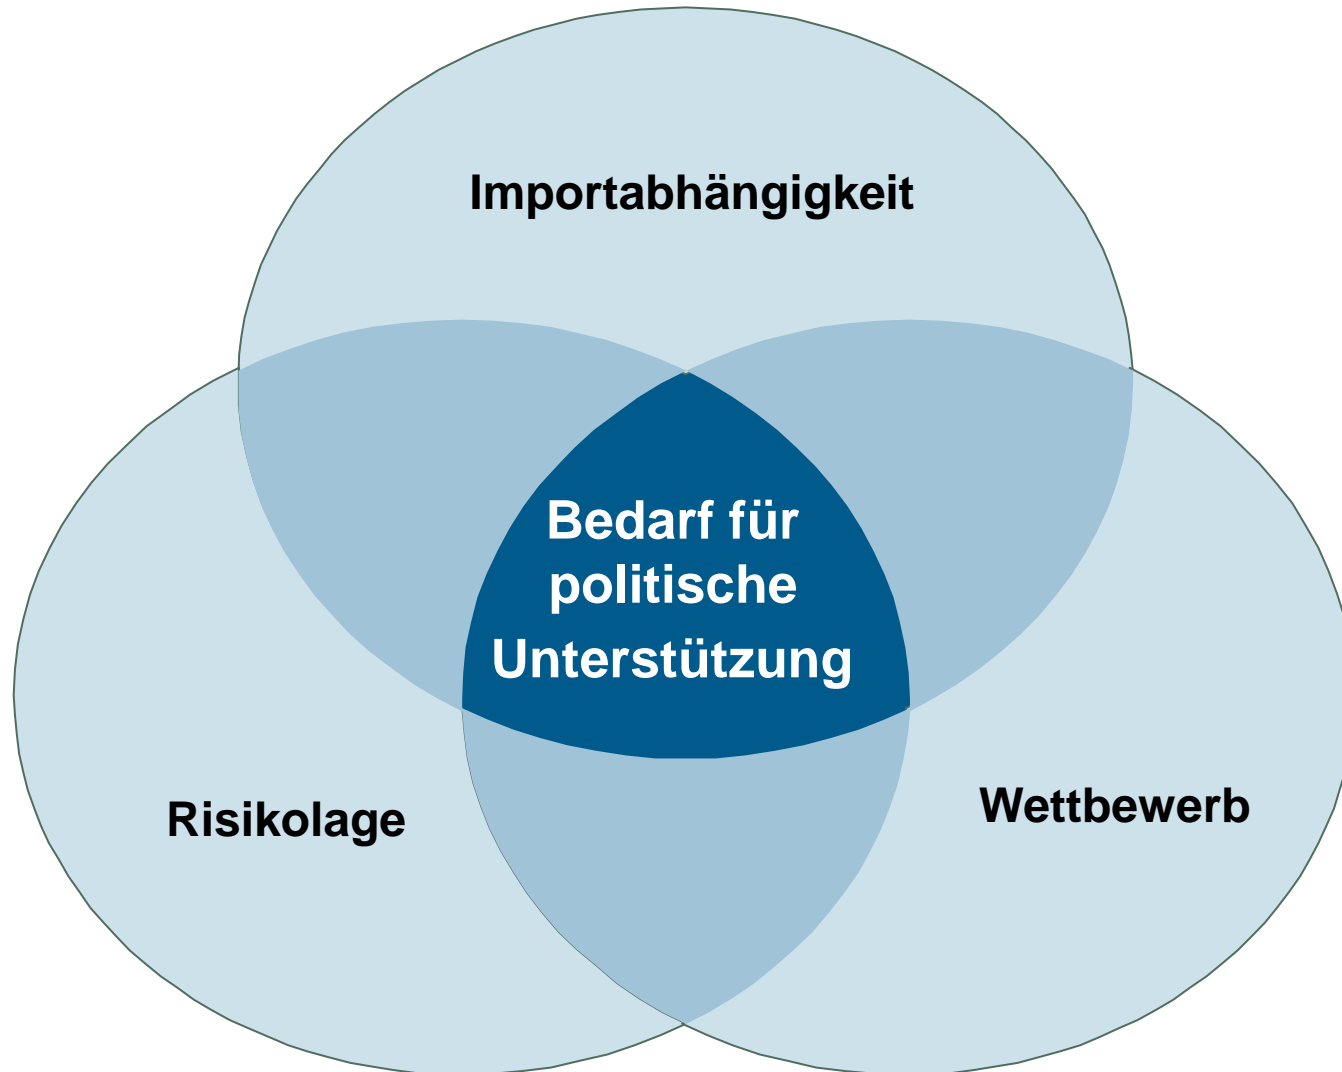 Importabhängigkeit
Bedarf für
politische
Unterstützung
Risikolage
Wettbewerb